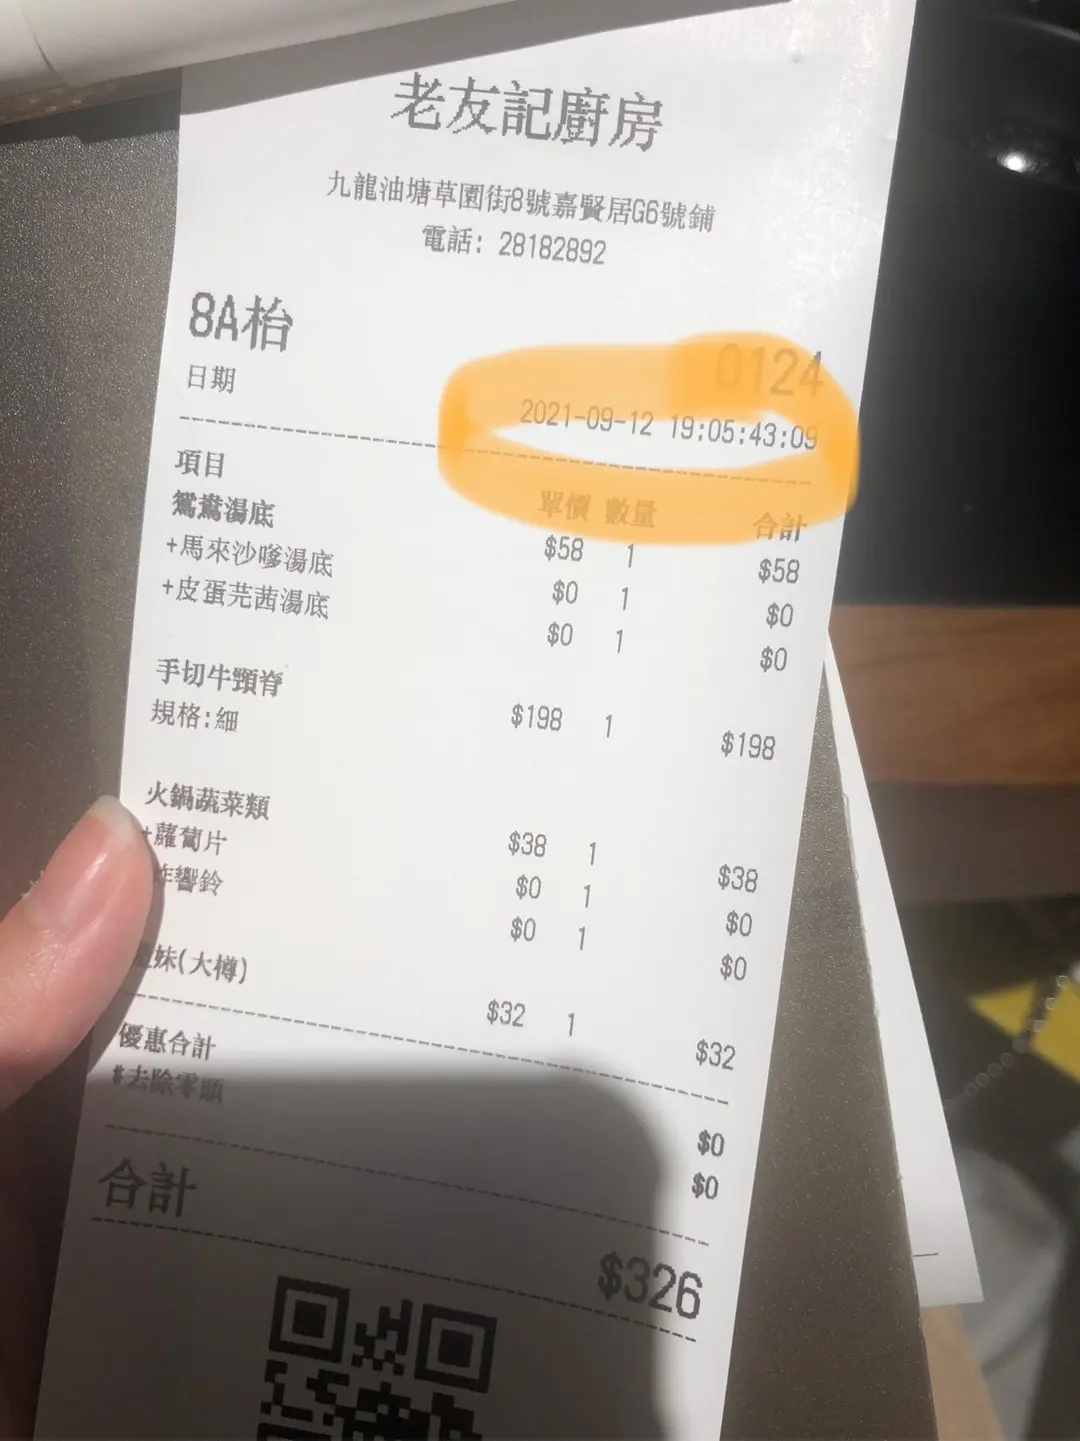 老友記廚房
九龍油塘草園街8號嘉賢居G6號鋪
電話: 28182892
8A枱 0124
日期 2021-09-12 19:05:43:09
項目 單價 數量 合計
鴛鴦湯底 $58 1 $58
+馬來沙嗲湯底 $0 1 $0
+皮蛋芫茜湯底 $0 1 $0
手切牛頸脊 $198 1 $198
規格:細
火鍋蔬菜類 $38 1 $38
+蘿蔔片 $0 1 $0
炸響鈴 $0 1 $0
妹(大樽) $32 1 $32
優惠合計 $0
#去除零頭 $0
合計 $326